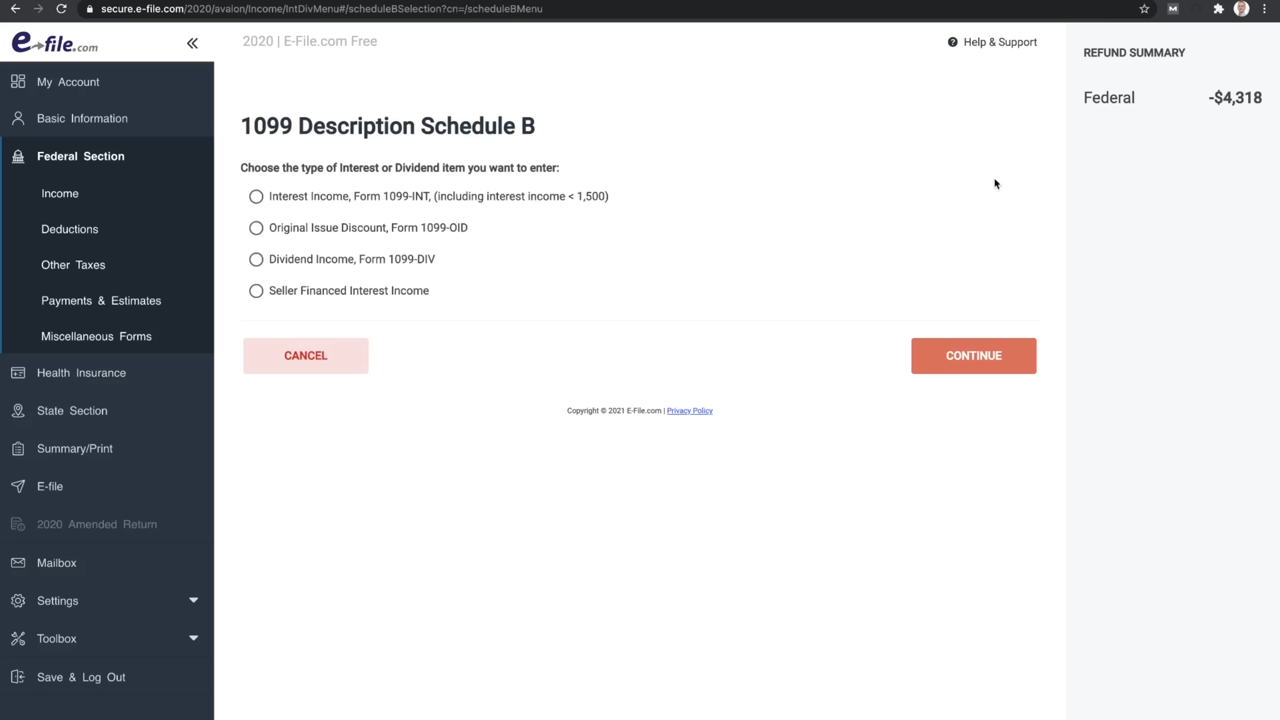 secure.e-file.com/2020/avalon/Income/IntDivMenu#/scheduleBSelection?cn=/scheduleBMenu
e-file.com
2020 | E-File.com Free
Help & Support
REFUND SUMMARY
Federal -$4,318
My Account
Basic Information
Federal Section
Income
Deductions
Other Taxes
Payments & Estimates
Miscellaneous Forms
Health Insurance
State Section
Summary/Print
E-file
2020 Amended Return
Mailbox
Settings
Toolbox
Save & Log Out
1099 Description Schedule B
Choose the type of Interest or Dividend item you want to enter:
Interest Income, Form 1099-INT, (including interest income < 1,500)
Original Issue Discount, Form 1099-OID
Dividend Income, Form 1099-DIV
Seller Financed Interest Income
CANCEL
CONTINUE
Copyright © 2021 E-File.com | Privacy Policy